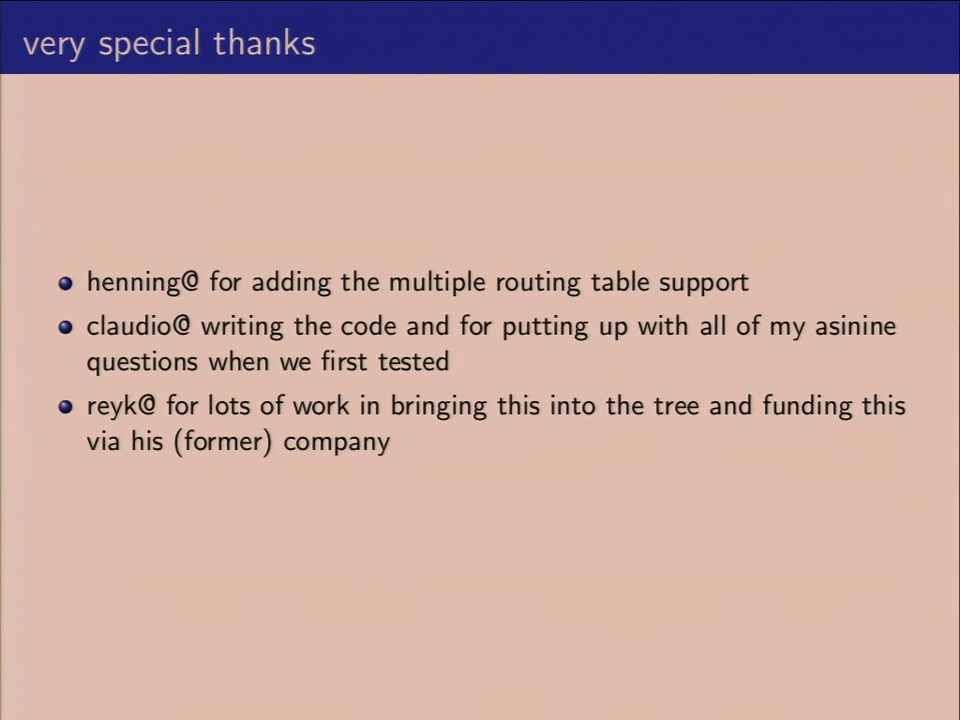 very special thanks
henning@ for adding the multiple routing table support
claudio@ writing the code and for putting up with all of my asinine
questions when we first tested
reyk@ for lots of work in bringing this into the tree and funding this
via his (former) company